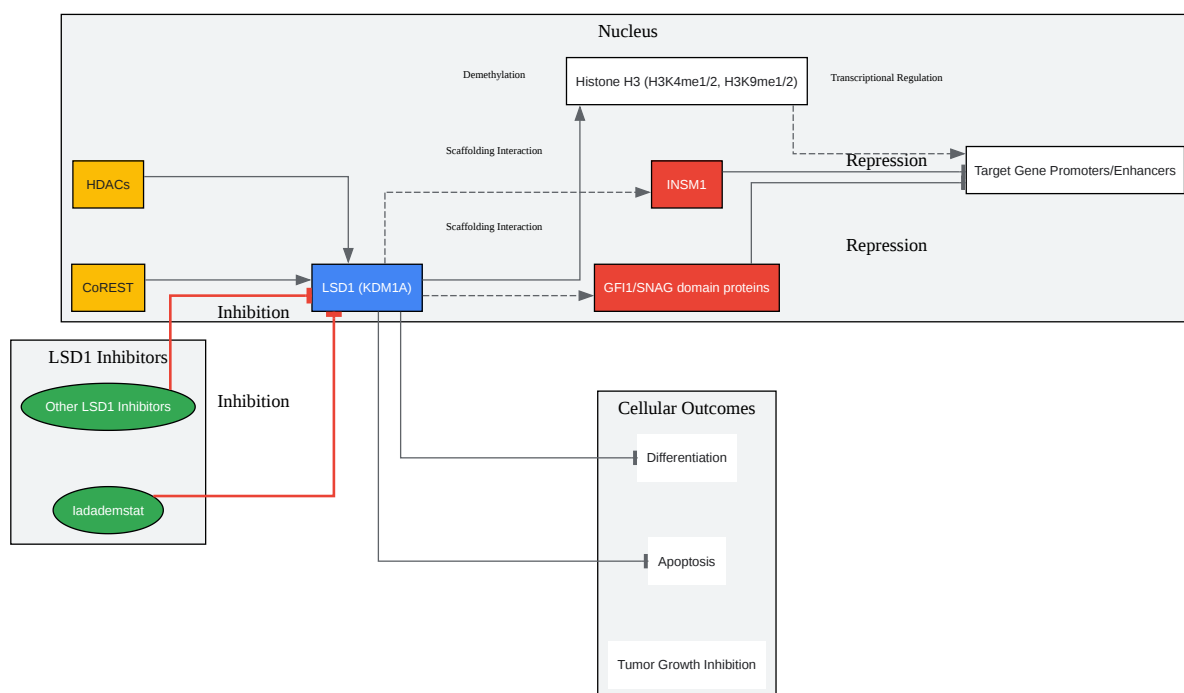 Nucleus
Demethylation
Histone H3 (H3K4me1/2, H3K9me1/2)
Transcriptional Regulation
Scaffolding Interaction
Repression
HDACs
INSM1
Target Gene Promoters/Enhancers
Scaffolding Interaction
Repression
CoREST
LSD1 (KDM1A)
GFI1/SNAG domain proteins
Inhibition
LSD1 Inhibitors
Other LSD1 Inhibitors
Inhibition
Iadademstat
Cellular Outcomes
Differentiation
Apoptosis
Tumor Growth Inhibition